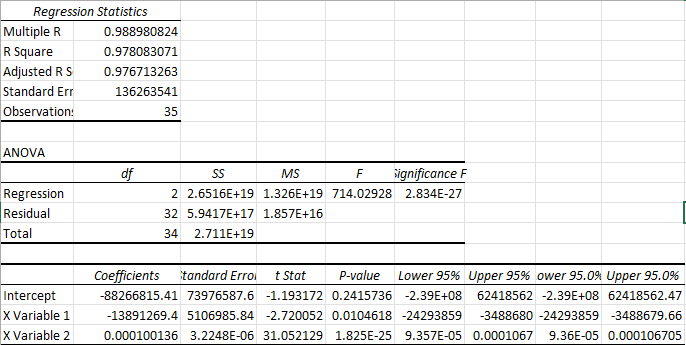 Regression Statistics
Multiple R 0.988980824
R Square 0.978083071
Adjusted R S 0.976713263
Standard Err 136263541
Observations 35
ANOVA
df SS MS F Significance F
Regression 2 2.6516E+19 1.326E+19 714.02928 2.834E-27
Residual 32 5.9417E+17 1.857E+16
Total 34 2.711E+19
Coefficients Standard Error t Stat P-value Lower 95% Upper 95% ower 95.0% Upper 95.0%
Intercept -88266815.41 73976587.6 -1.193172 0.2415736 -2.39E+08 62418562 -2.39E+08 62418562.47
X Variable 1 -13891269.4 5106985.84 -2.720052 0.0104618 -24293859 -3488680 -24293859 -3488679.66
X Variable 2 0.000100136 3.2248E-06 31.052129 1.825E-25 9.357E-05 0.0001067 9.36E-05 0.000106705